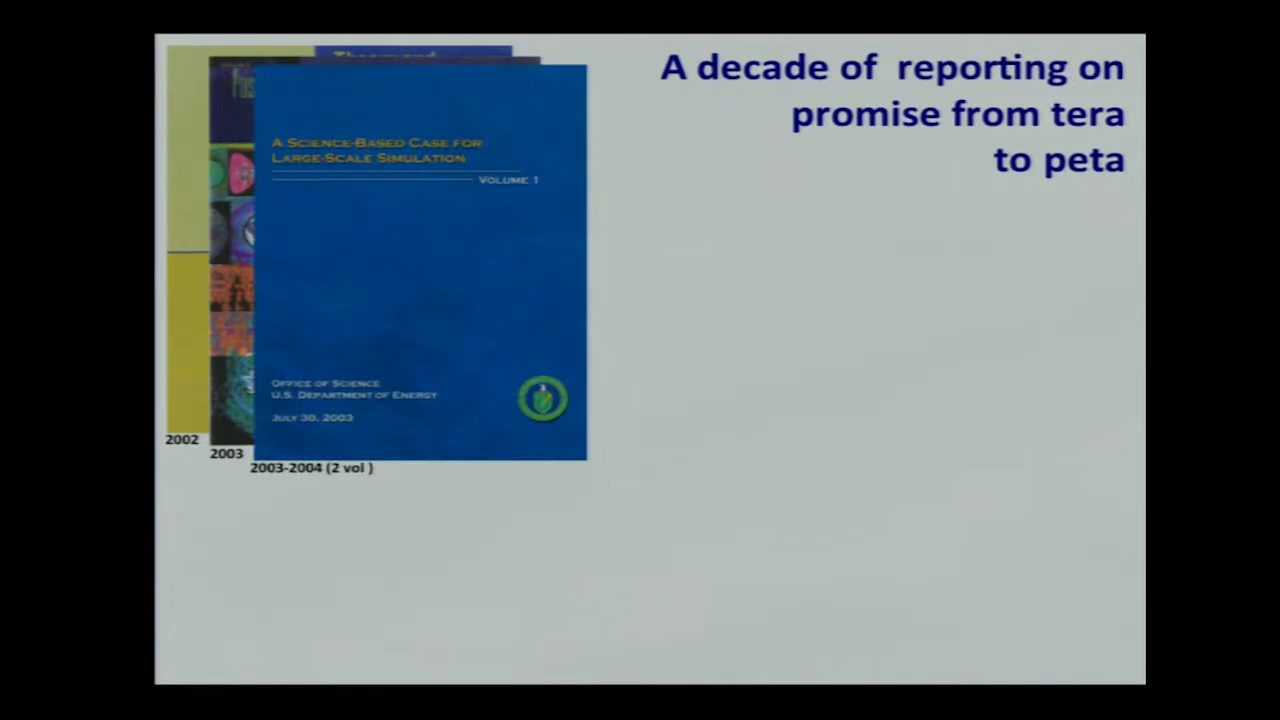 A decade of reporting on
promise from tera
to peta
A SCIENCE-BASED CASE FOR
LARGE-SCALE SIMULATION
VOLUME 1
OFFICE OF SCIENCE
U.S. DEPARTMENT OF ENERGY
JULY 30, 2003
2002
2003
2003-2004 (2 vol )